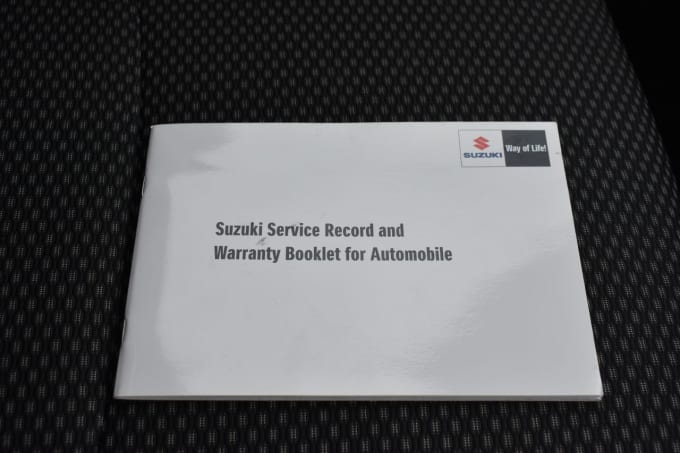 SUZUKI
Way of Life!
Suzuki Service Record and
Warranty Booklet for Automobile